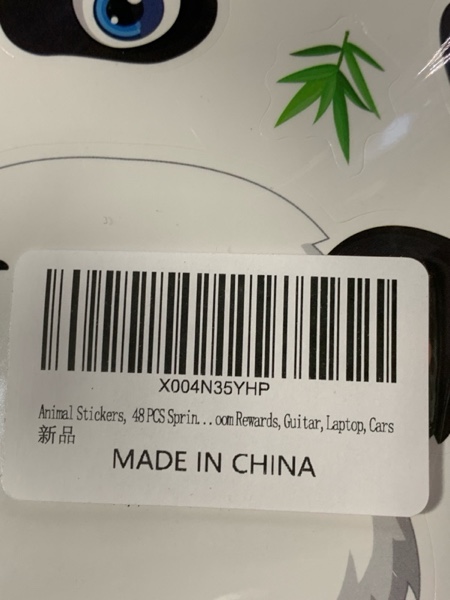 X004N35YHP
Animal Stickers, 48 PCS Sprin...oom Rewards, Guitar, Laptop, Cars
新品
MADE IN CHINA